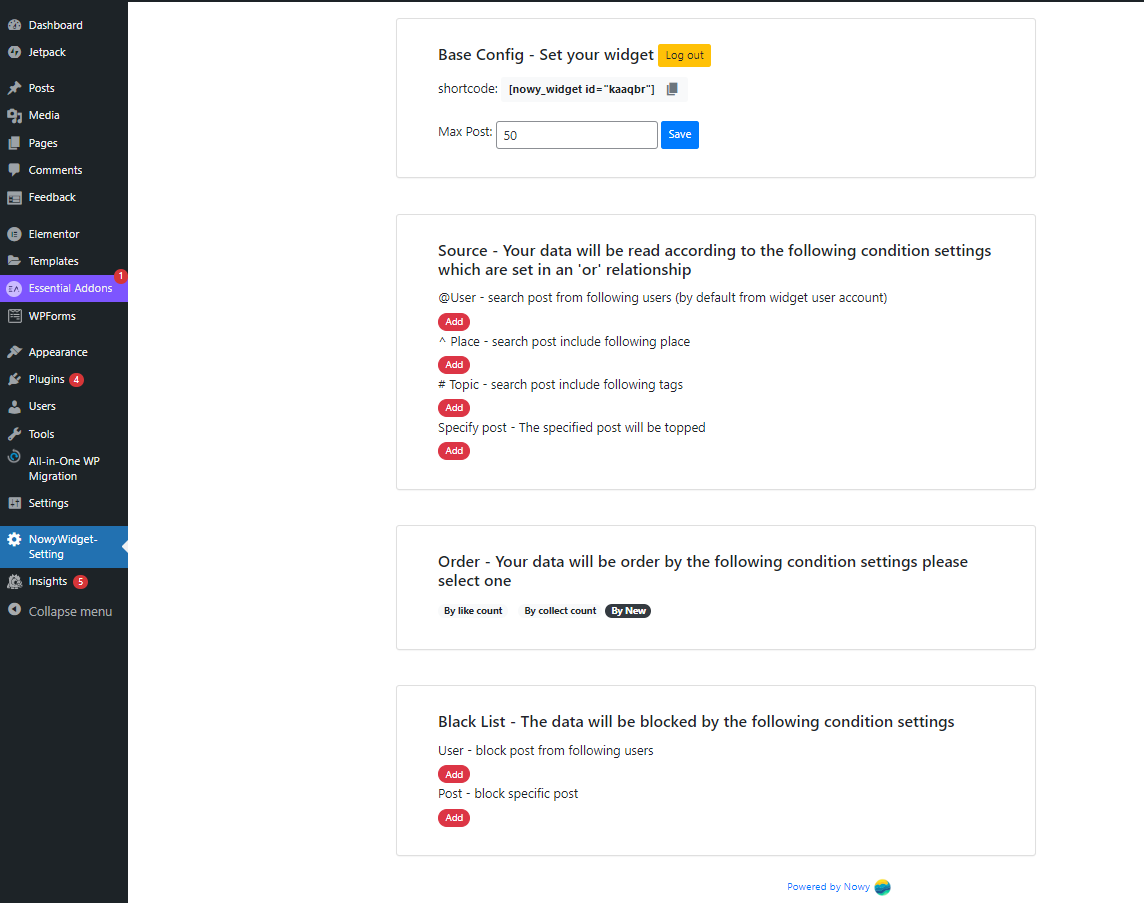 Dashboard
Jetpack
Posts
Media
Pages
Comments
Feedback
Elementor
Templates
1
Essential Addons
WPForms
Appearance
Plugins 4
Users
Tools
All-in-One WP
Migration
Settings
NowyWidget-
Setting
Insights 5
Collapse menu
Base Config - Set your widget Log out
shortcode: [nowy_widget id="kaaqbr"]
Max Post: 50 Save
Source - Your data will be read according to the following condition settings
which are set in an 'or' relationship
@User - search post from following users (by default from widget user account)
Add
^ Place - search post include following place
Add
# Topic - search post include following tags
Add
Specify post - The specified post will be topped
Add
Order - Your data will be order by the following condition settings please
select one
By like count By collect count By New
Black List - The data will be blocked by the following condition settings
User - block post from following users
Add
Post - block specific post
Add
Powered by Nowy